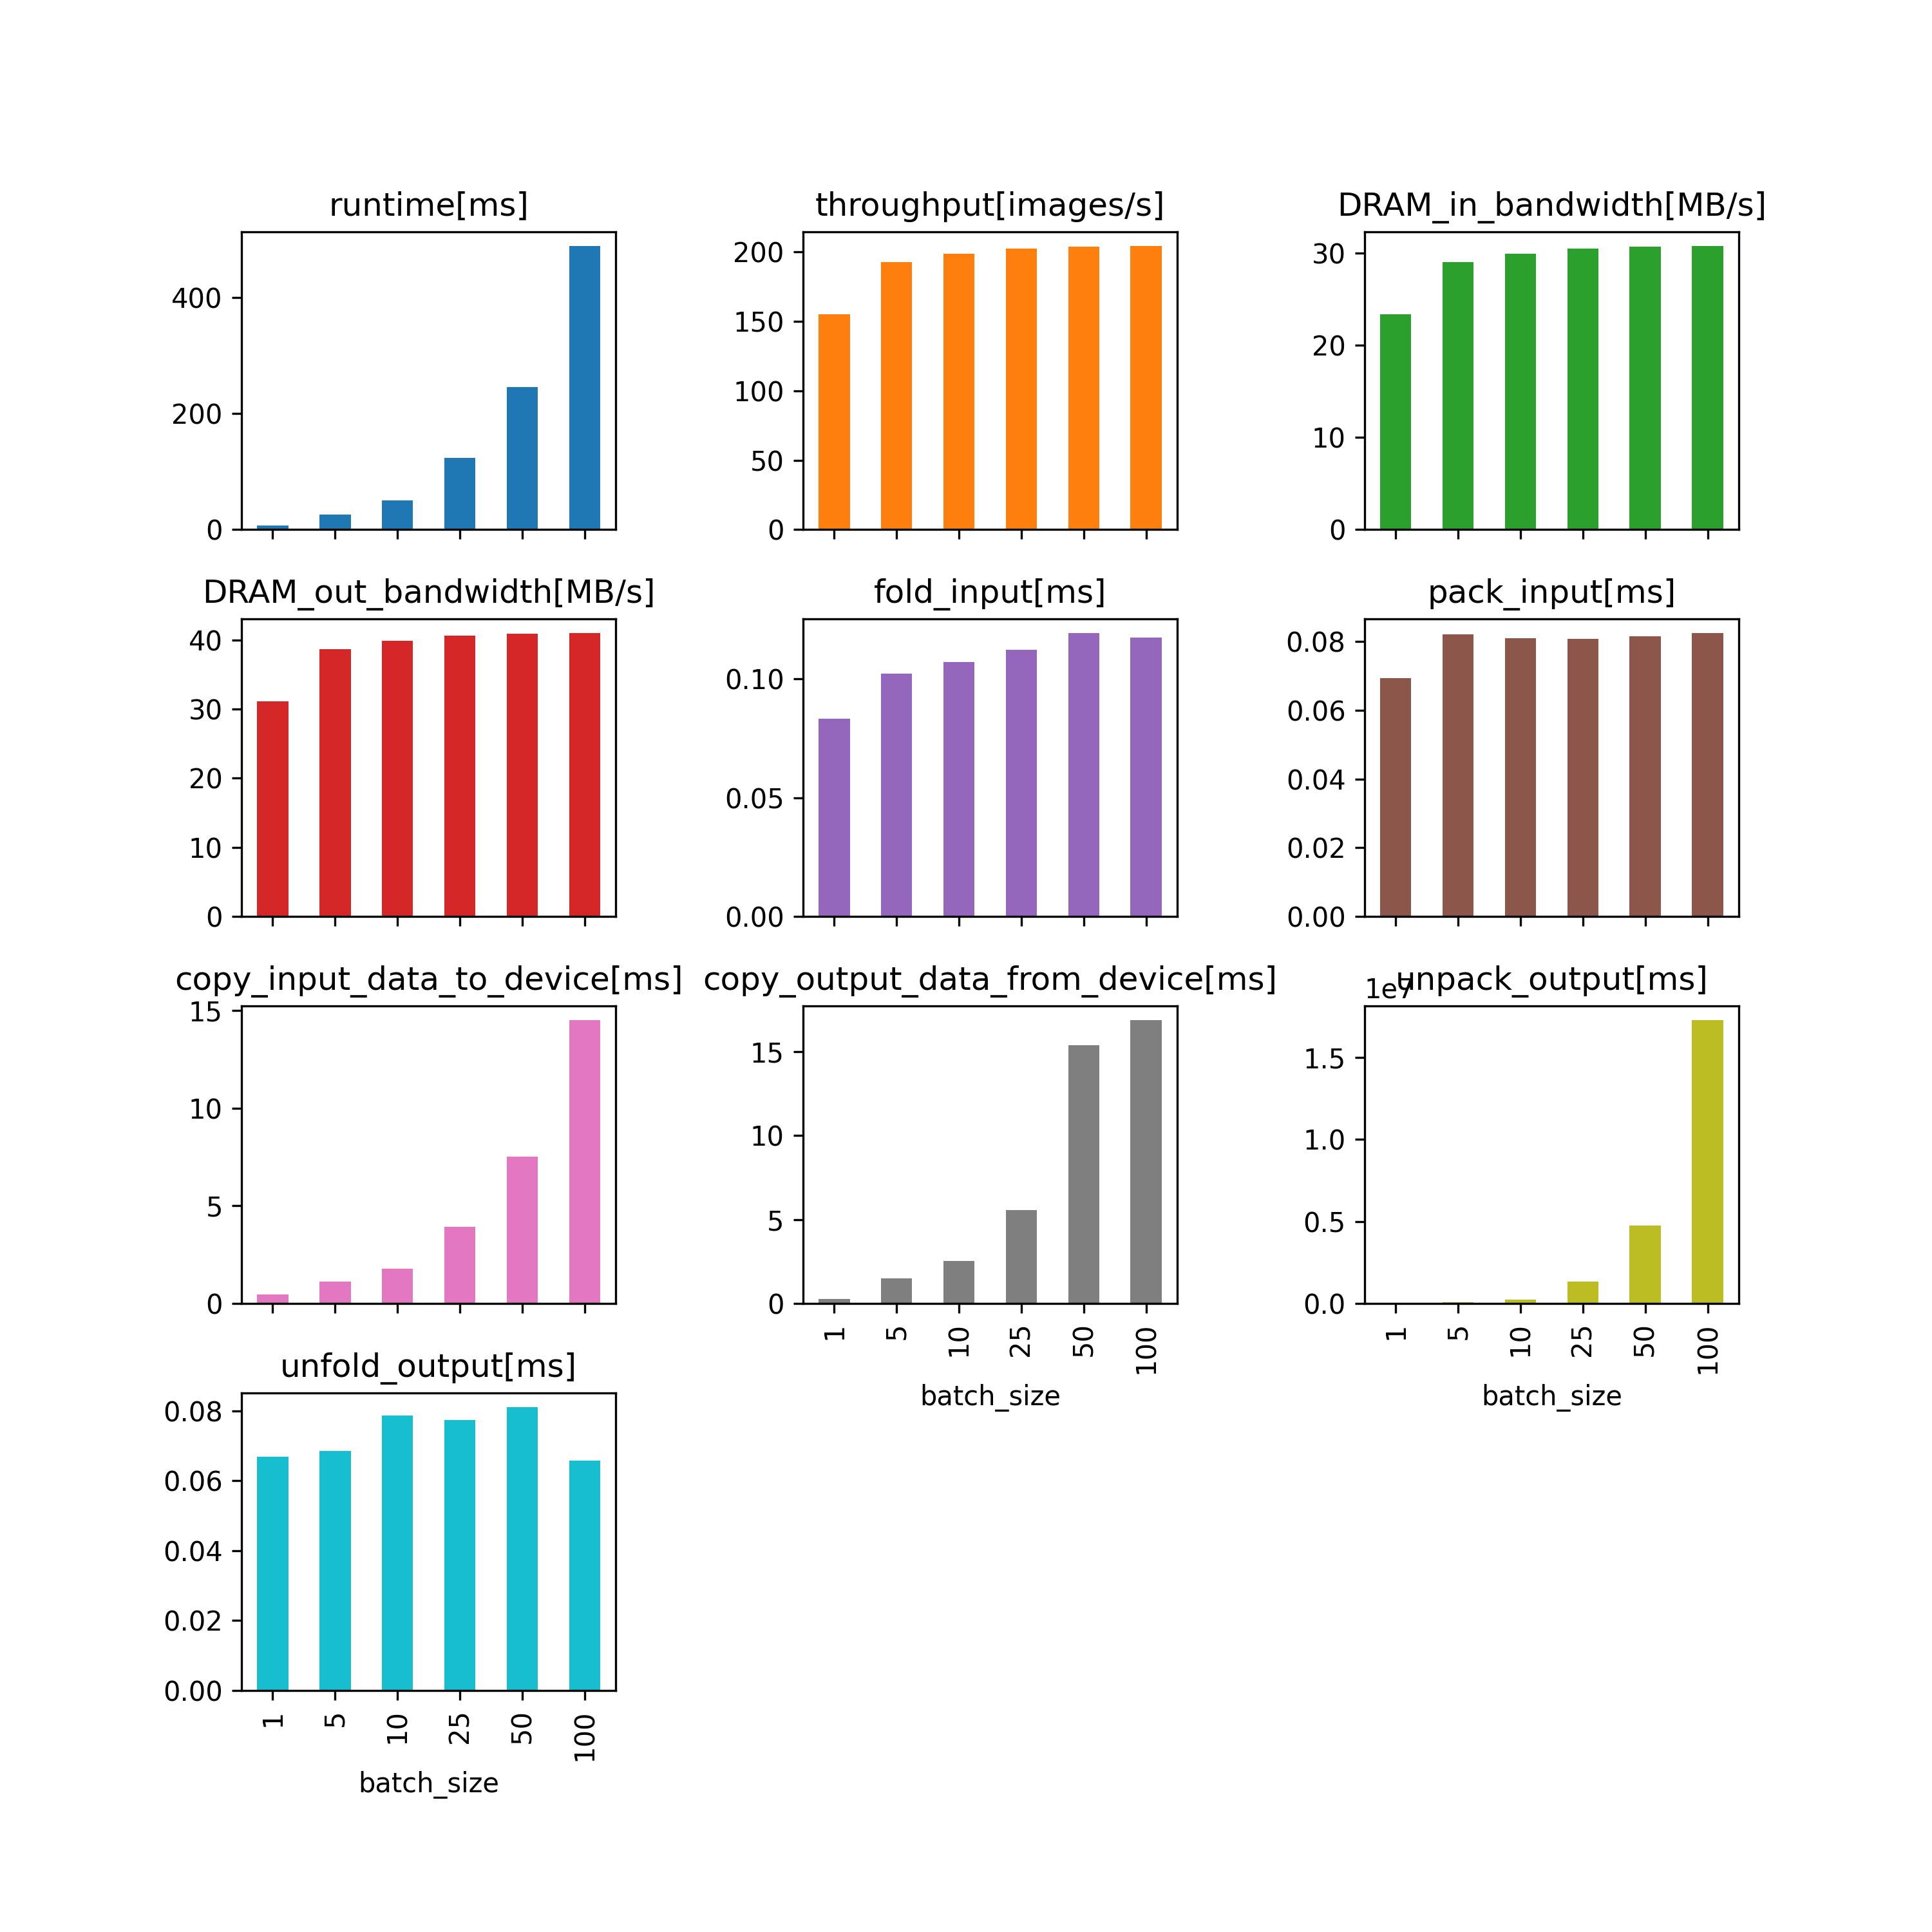 runtime[ms]
400
200
0
throughput[images/s]
200
150
100
50
0
DRAM_in_bandwidth[MB/s]
30
20
10
0
DRAM_out_bandwidth[MB/s]
40
30
20
10
0
fold_input[ms]
0.10
0.05
0.00
pack_input[ms]
0.08
0.06
0.04
0.02
0.00
copy_input_data_to_device[ms]
15
10
5
0
copy_output_data_from_device[ms]
15
10
5
0
1 5 10 25 50 100
batch_size
unpack_output[ms]
1e7
1.5
1.0
0.5
0.0
1 5 10 25 50 100
batch_size
unfold_output[ms]
0.08
0.06
0.04
0.02
0.00
1 5 10 25 50 100
batch_size